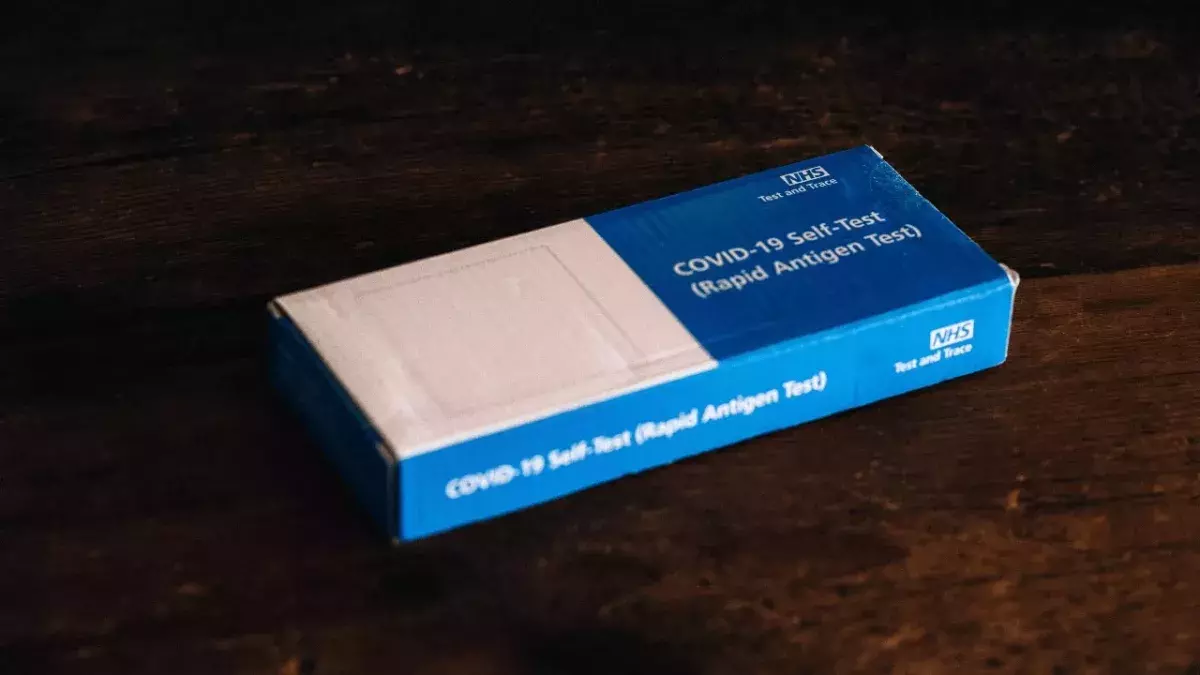 NHS
Test and Trace
COVID-19 Self-Test
(Rapid Antigen Test)
NHS
Test and Trace
COVID-19 Self-Test (Rapid Antigen Test)